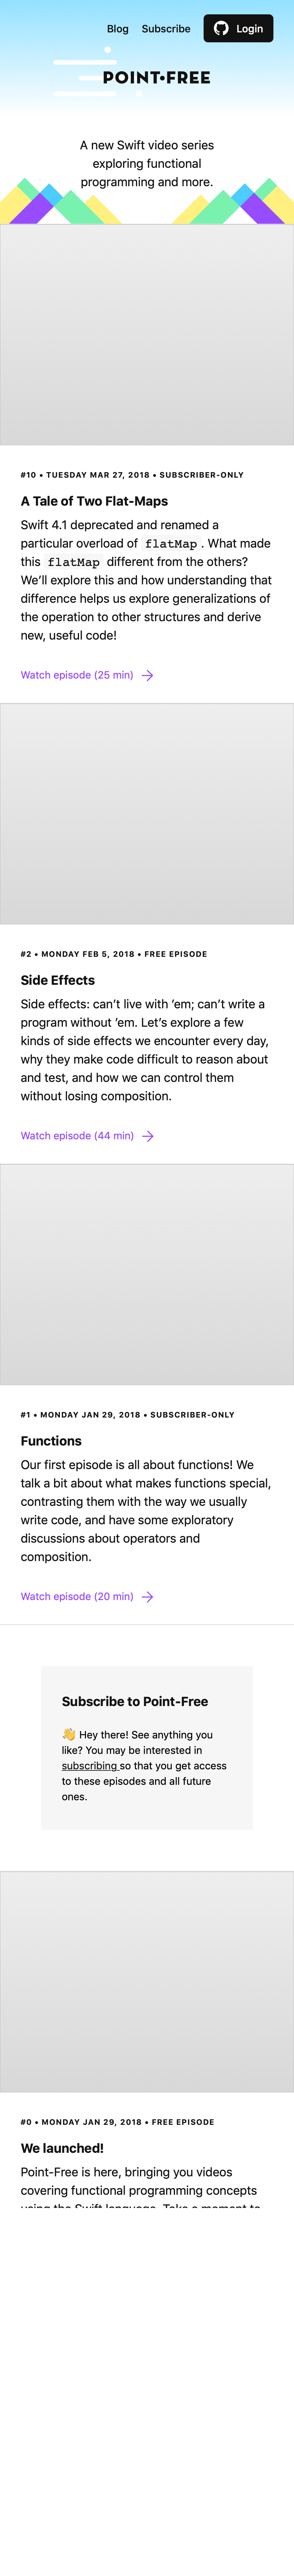 Blog Subscribe Login
POINT•FREE
A new Swift video series
exploring functional
programming and more.
#10 • TUESDAY MAR 27, 2018 • SUBSCRIBER-ONLY
A Tale of Two Flat-Maps
Swift 4.1 deprecated and renamed a
particular overload of flatMap. What made
this flatMap different from the others?
We’ll explore this and how understanding that
difference helps us explore generalizations of
the operation to other structures and derive
new, useful code!
Watch episode (25 min)
#2 • MONDAY FEB 5, 2018 • FREE EPISODE
Side Effects
Side effects: can’t live with ’em; can’t write a
program without ’em. Let’s explore a few
kinds of side effects we encounter every day,
why they make code difficult to reason about
and test, and how we can control them
without losing composition.
Watch episode (44 min)
#1 • MONDAY JAN 29, 2018 • SUBSCRIBER-ONLY
Functions
Our first episode is all about functions! We
talk a bit about what makes functions special,
contrasting them with the way we usually
write code, and have some exploratory
discussions about operators and
composition.
Watch episode (20 min)
Subscribe to Point-Free
👋 Hey there! See anything you
like? You may be interested in
subscribing so that you get access
to these episodes and all future
ones.
#0 • MONDAY JAN 29, 2018 • FREE EPISODE
We launched!
Point-Free is here, bringing you videos
covering functional programming concepts
using the Swift language. Take a moment to